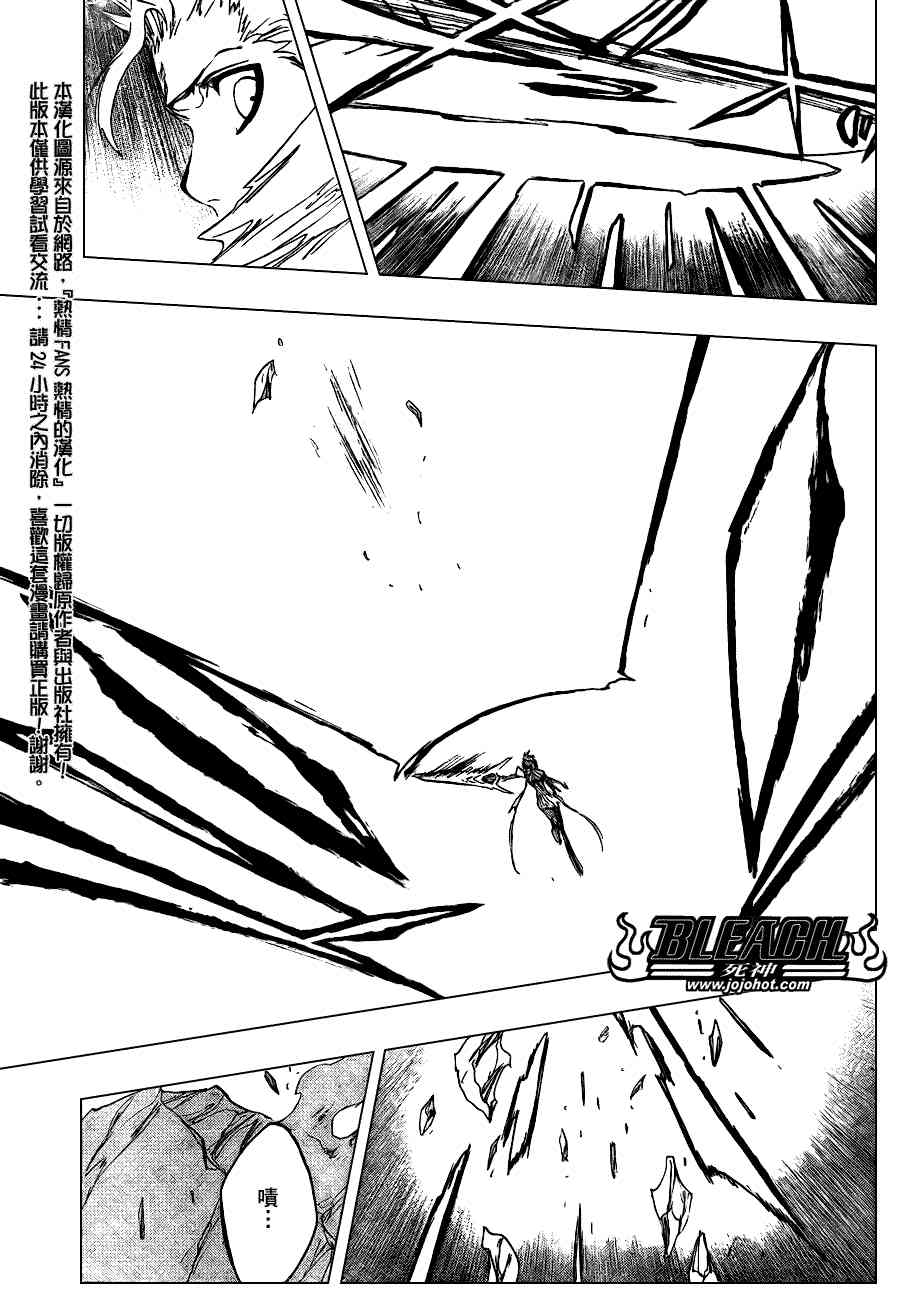 本漢化圖源來自於網路，『熱情FANS 熱情的漢化』 一切版權歸原作者與出版社擁有！
此版本僅供學習試看交流… 請 24 小時之內消除，喜歡這套漫畫請購買正版！謝謝。
BLEACH
死神
www.jojohot.com
嘖…